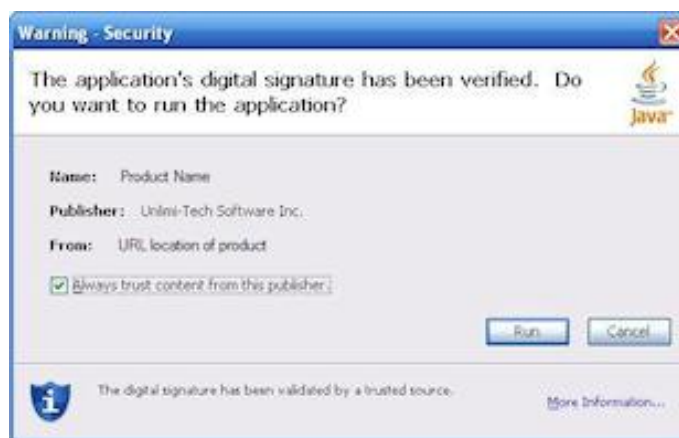 Warning - Security
The application's digital signature has been verified. Do
you want to run the application?
Java
Name: Product Name
Publisher: Unlimi-Tech Software Inc.
From: URL location of product
Always trust content from this publisher.
Run Cancel
The digital signature has been validated by a trusted source.
More Information...